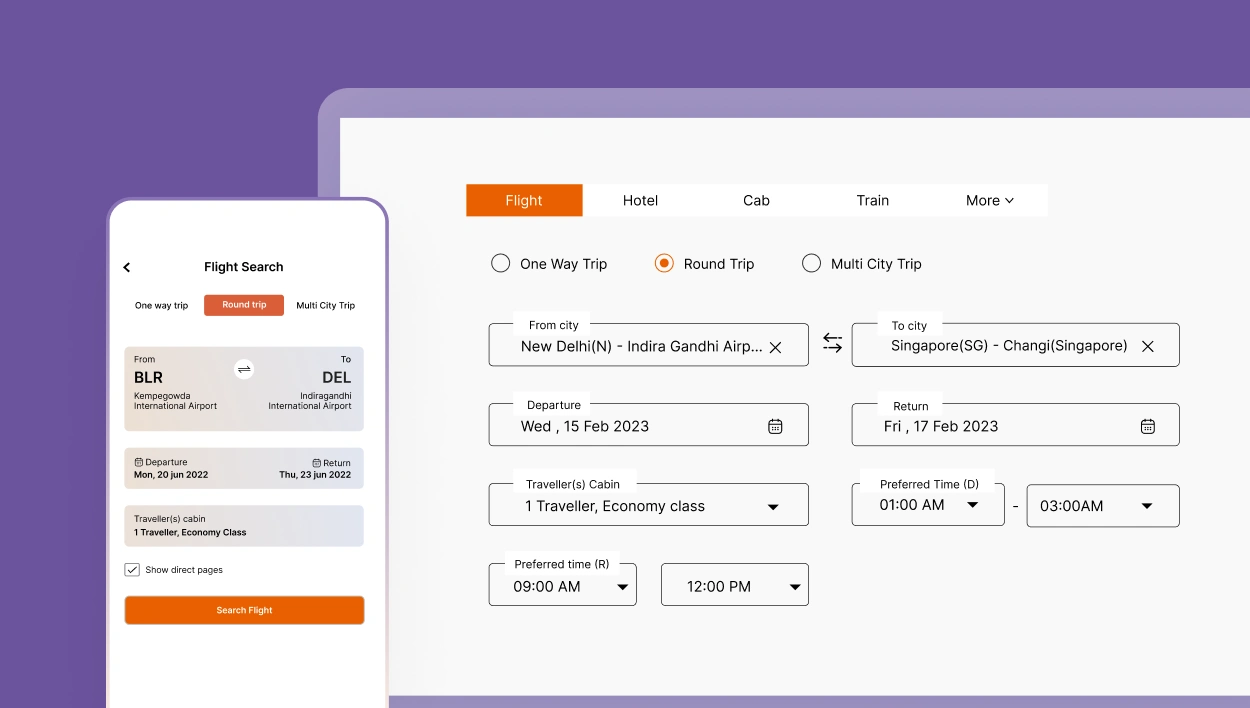 Flight Hotel Cab Train More
One Way Trip Round Trip Multi City Trip
From city
New Delhi(N) - Indira Gandhi Airp...
To city
Singapore(SG) - Changi(Singapore)
Departure
Wed , 15 Feb 2023
Return
Fri , 17 Feb 2023
Traveller(s) Cabin
1 Traveller, Economy class
Preferred Time (D)
01:00 AM - 03:00AM
Preferred time (R)
09:00 AM 12:00 PM
Flight Search
One way trip Round trip Multi City Trip
From To
BLR DEL
Kempegowda Indiragandhi
International Airport International Airport
Departure Return
Mon, 20 jun 2022 Thu, 23 jun 2022
Traveller(s) cabin
1 Traveller, Economy Class
Show direct pages
Search Flight